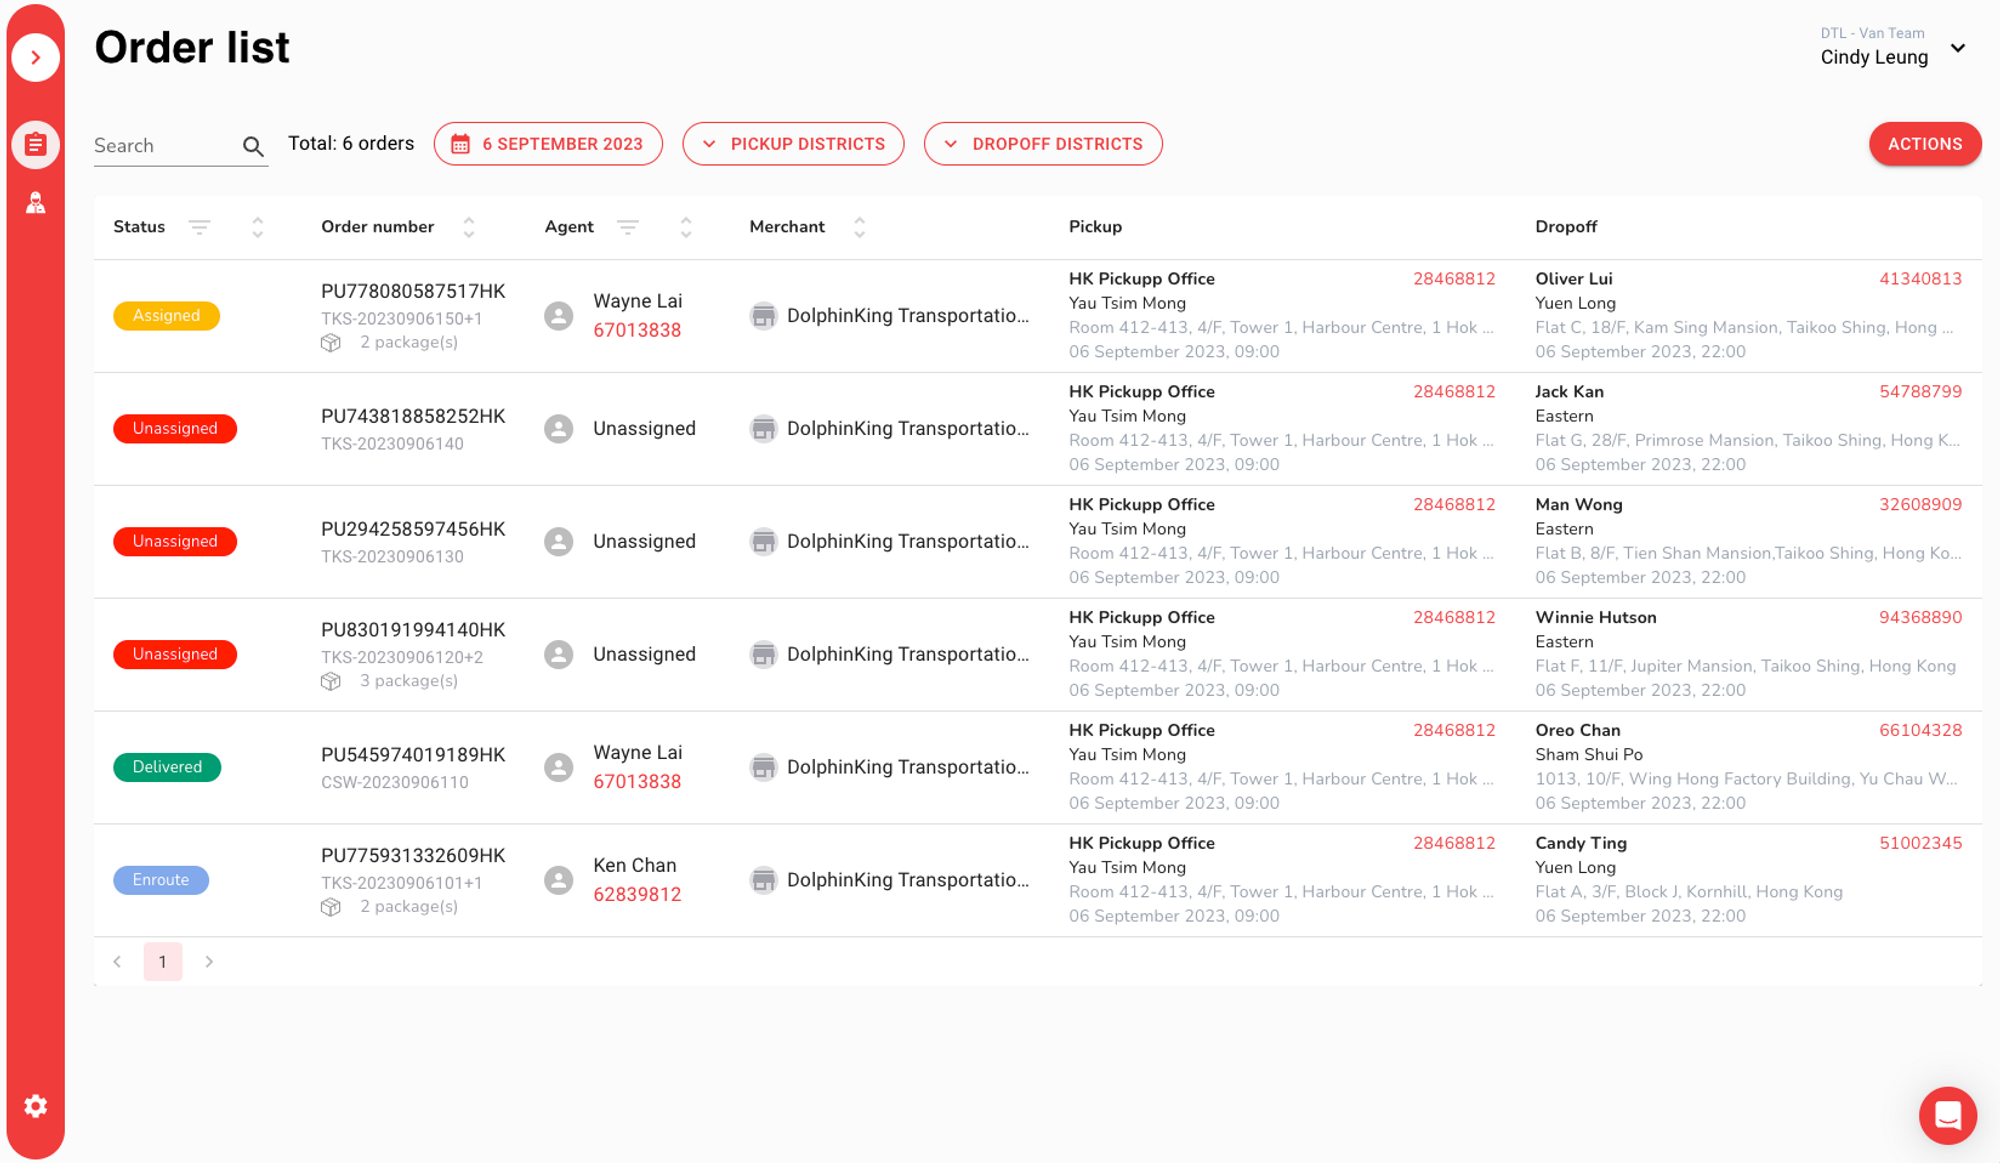 Order list
DTL - Van Team
Cindy Leung
Search
Total: 6 orders
6 SEPTEMBER 2023
PICKUP DISTRICTS
DROPOFF DISTRICTS
ACTIONS
Status Order number Agent Merchant Pickup Dropoff
Assigned
PU778080587517HK
TKS-20230906150+1
2 package(s)
Wayne Lai
67013838
DolphinKing Transportatio...
HK Pickupp Office 28468812
Yau Tsim Mong
Room 412-413, 4/F, Tower 1, Harbour Centre, 1 Hok ...
06 September 2023, 09:00
Oliver Lui 41340813
Yuen Long
Flat C, 18/F, Kam Sing Mansion, Taikoo Shing, Hong ...
06 September 2023, 22:00
Unassigned
PU743818858252HK
TKS-20230906140
Unassigned
DolphinKing Transportatio...
HK Pickupp Office 28468812
Yau Tsim Mong
Room 412-413, 4/F, Tower 1, Harbour Centre, 1 Hok ...
06 September 2023, 09:00
Jack Kan 54788799
Eastern
Flat G, 28/F, Primrose Mansion, Taikoo Shing, Hong K...
06 September 2023, 22:00
Unassigned
PU294258597456HK
TKS-20230906130
Unassigned
DolphinKing Transportatio...
HK Pickupp Office 28468812
Yau Tsim Mong
Room 412-413, 4/F, Tower 1, Harbour Centre, 1 Hok ...
06 September 2023, 09:00
Man Wong 32608909
Eastern
Flat B, 8/F, Tien Shan Mansion,Taikoo Shing, Hong Ko...
06 September 2023, 22:00
Unassigned
PU830191994140HK
TKS-20230906120+2
3 package(s)
Unassigned
DolphinKing Transportatio...
HK Pickupp Office 28468812
Yau Tsim Mong
Room 412-413, 4/F, Tower 1, Harbour Centre, 1 Hok ...
06 September 2023, 09:00
Winnie Hutson 94368890
Eastern
Flat F, 11/F, Jupiter Mansion, Taikoo Shing, Hong Kong
06 September 2023, 22:00
Delivered
PU545974019189HK
CSW-20230906110
Wayne Lai
67013838
DolphinKing Transportatio...
HK Pickupp Office 28468812
Yau Tsim Mong
Room 412-413, 4/F, Tower 1, Harbour Centre, 1 Hok ...
06 September 2023, 09:00
Oreo Chan 66104328
Sham Shui Po
1013, 10/F, Wing Hong Factory Building, Yu Chau W...
06 September 2023, 22:00
Enroute
PU775931332609HK
TKS-20230906101+1
2 package(s)
Ken Chan
62839812
DolphinKing Transportatio...
HK Pickupp Office 28468812
Yau Tsim Mong
Room 412-413, 4/F, Tower 1, Harbour Centre, 1 Hok ...
06 September 2023, 09:00
Candy Ting 51002345
Yuen Long
Flat A, 3/F, Block J, Kornhill, Hong Kong
06 September 2023, 22:00
1